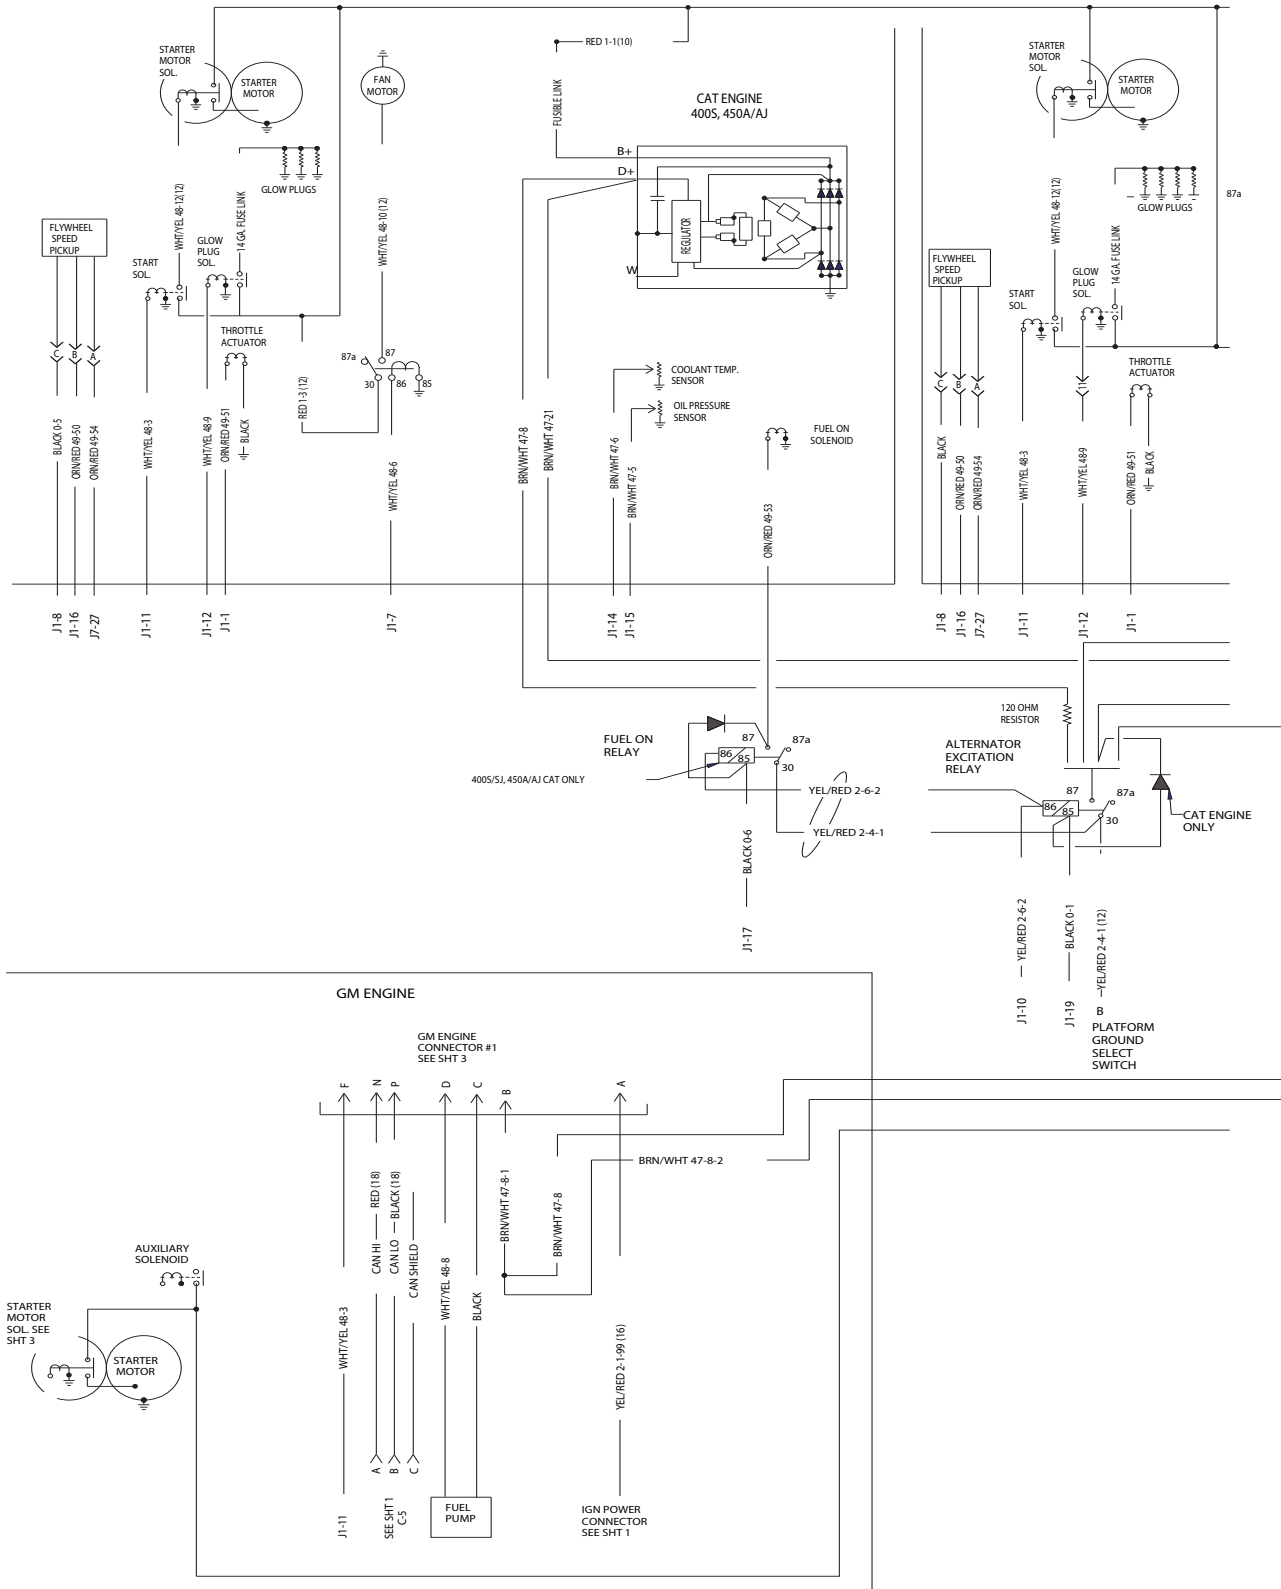 RED 1-1(10)
STARTER
MOTOR
SOL.
STARTER
MOTOR
FAN
MOTOR
FUSIBLE LINK
CAT ENGINE
400S, 450A/AJ
STARTER
MOTOR
SOL.
STARTER
MOTOR
B+
D+
REGULATOR
W
GLOW PLUGS
WHT/YEL 48-12(12)
14 GA. FUSE LINK
WHT/YEL 48-10 (12)
FLYWHEEL
SPEED
PICKUP
START
SOL.
GLOW
PLUG
SOL.
THROTTLE
ACTUATOR
C
B
A
87a
87
30
86
85
RED 1-3 (12)
BLACK 0-5
ORN/RED 49-50
ORN/RED 49-54
WHT/YEL 48-3
WHT/YEL 48-9
ORN/RED 49-51
BLACK
WHT/YEL 48-6
BRN/WHT 47-8
BRN/WHT 47-21
COOLANT TEMP.
SENSOR
OIL PRESSURE
SENSOR
BRN/WHT 47-6
BRN/WHT 47-5
FUEL ON
SOLENOID
ORN/RED 49-53
GLOW PLUGS
87a
WHT/YEL 48-12(12)
14 GA. FUSE LINK
FLYWHEEL
SPEED
PICKUP
START
SOL.
GLOW
PLUG
SOL.
THROTTLE
ACTUATOR
C
B
A
11
BLACK
ORN/RED 49-50
ORN/RED 49-54
WHT/YEL 48-3
WHT/YEL 48-9
ORN/RED 49-51
BLACK
J1-8
J1-16
J7-27
J1-11
J1-12
J1-1
J1-7
J1-14
J1-15
J1-8
J1-16
J7-27
J1-11
J1-12
J1-1
120 OHM
RESISTOR
FUEL ON
RELAY
87
87a
86
85
30
400S/SJ, 450A/AJ CAT ONLY
ALTERNATOR
EXCITATION
RELAY
YEL/RED 2-6-2
YEL/RED 2-4-1
87
87a
86
85
30
CAT ENGINE
ONLY
BLACK 0-6
J1-17
YEL/RED 2-6-2
BLACK 0-1
YEL/RED 2-4-1 (12)
J1-10
J1-19
B
PLATFORM
GROUND
SELECT
SWITCH
GM ENGINE
GM ENGINE
CONNECTOR #1
SEE SHT 3
F
N
P
D
C
B
A
BRN/WHT 47-8-2
BRN/WHT 47-8-1
BRN/WHT 47-8
RED (18)
BLACK (18)
CAN HI
CAN LO
CAN SHIELD
WHT/YEL 48-8
BLACK
WHT/YEL 48-3
YEL/RED 2-1-99 (16)
AUXILIARY
SOLENOID
STARTER
MOTOR
SOL. SEE
SHT 3
STARTER
MOTOR
A
B
C
J1-11
SEE SHT 1
C-5
FUEL
PUMP
IGN POWER
CONNECTOR
SEE SHT 1